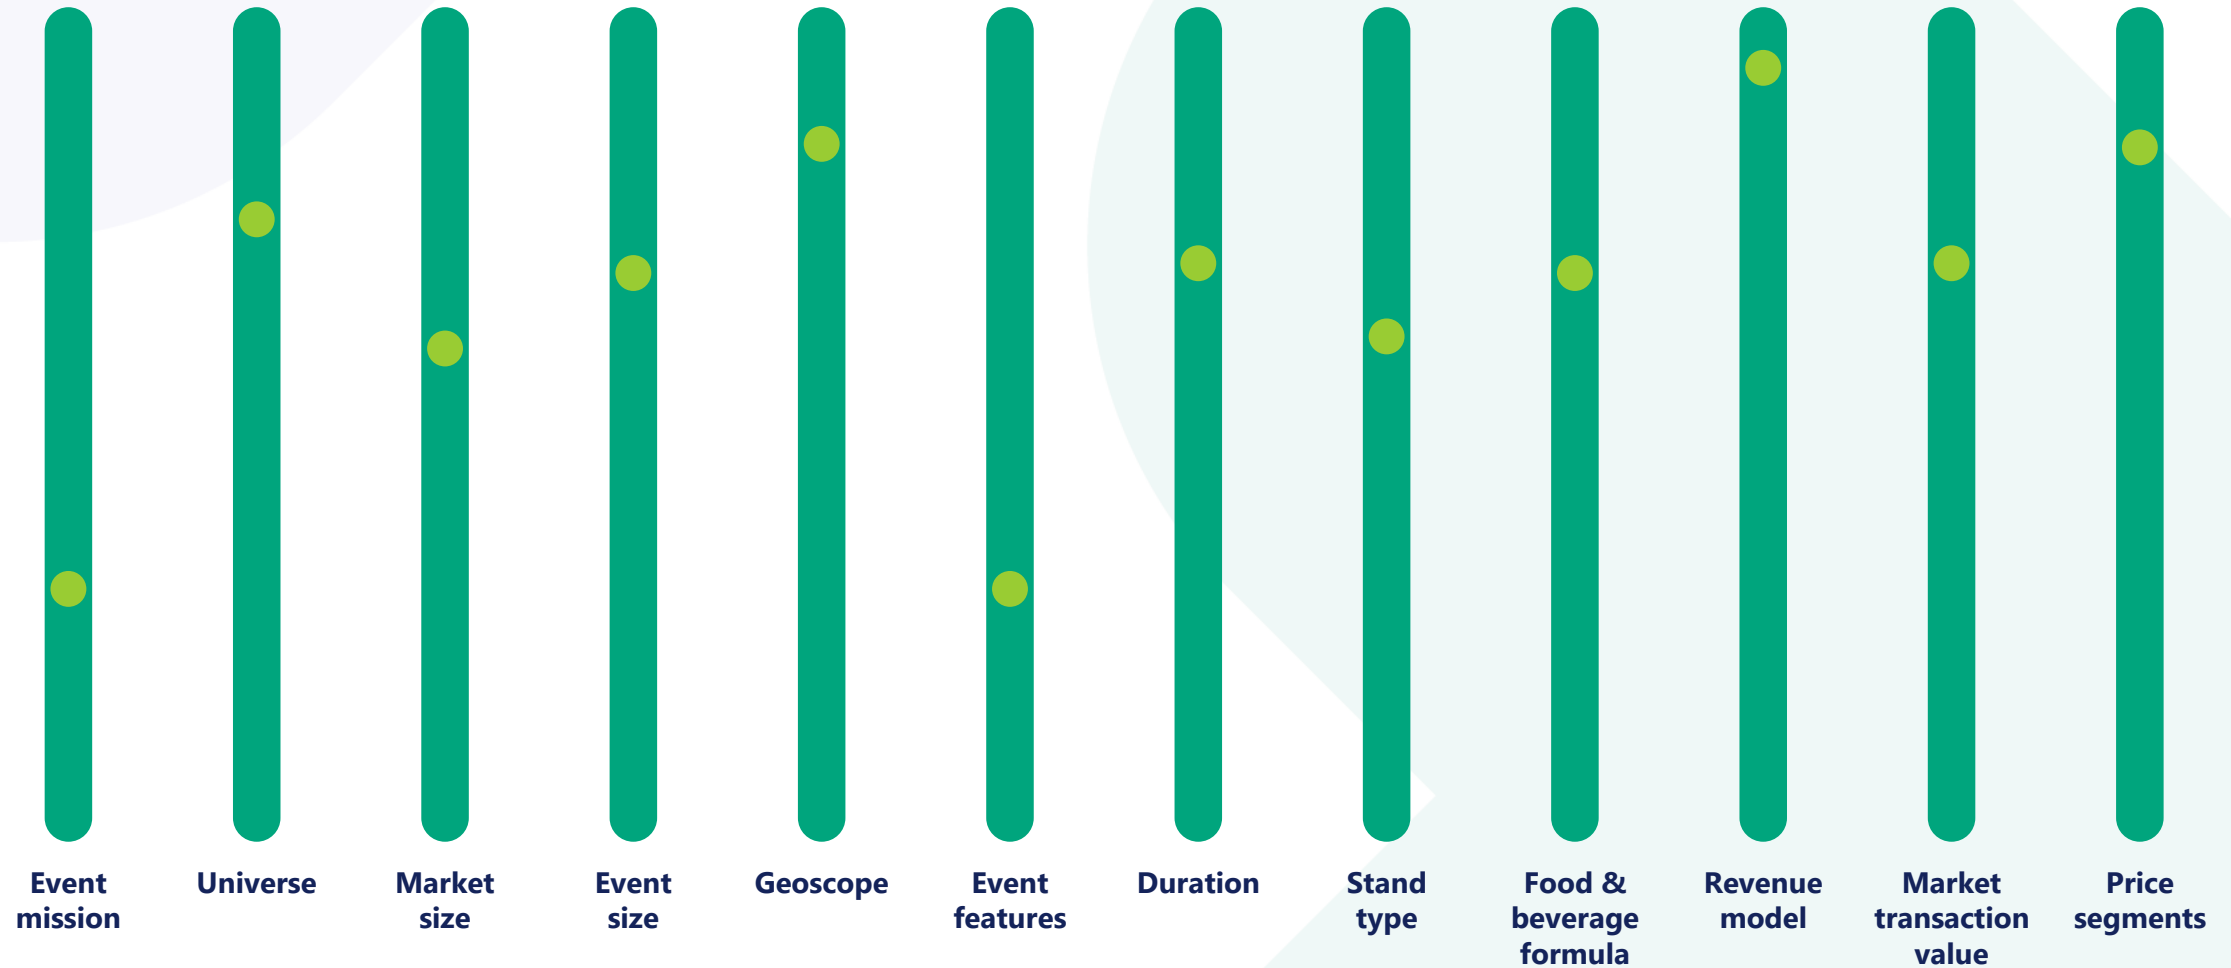 Event
mission
Universe
Market
size
Event
size
Geoscope
Event
features
Duration
Stand
type
Food &
beverage
formula
Revenue
model
Market
transaction
value
Price
segments